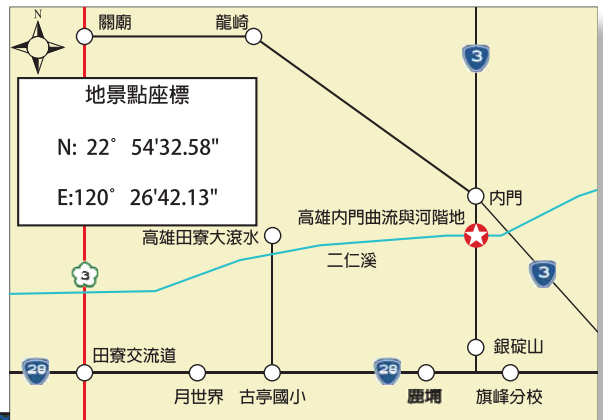 N
關廟
龍崎
3
地景點座標
N: 22° 54'32.58"
E:120° 26'42.13"
內門
高雄內門曲流與河階地
高雄田寮大滾水
二仁溪
3
3
銀碇山
田寮交流道
28
28
月世界
古亭國小
鹿埔
旗峰分校